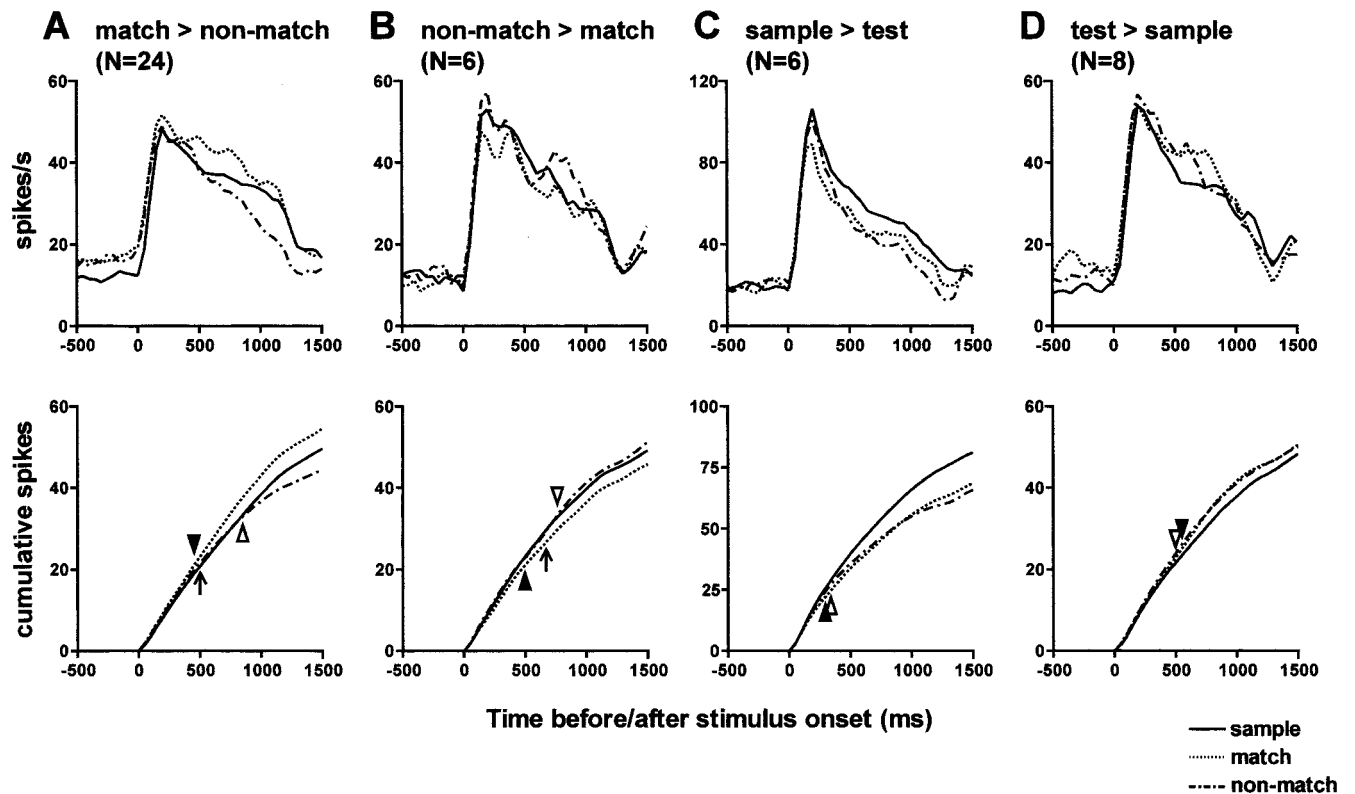 A match > non-match (N=24)
B non-match > match (N=6)
C sample > test (N=6)
D test > sample (N=8)
spikes/s
60
40
20
0
-500 0 500 1000 1500
60
40
20
0
-500 0 500 1000 1500
120
80
40
0
-500 0 500 1000 1500
60
40
20
0
-500 0 500 1000 1500
cumulative spikes
60
40
20
0
-500 0 500 1000 1500
60
40
20
0
-500 0 500 1000 1500
100
75
50
25
0
-500 0 500 1000 1500
60
40
20
0
-500 0 500 1000 1500
Time before/after stimulus onset (ms)
sample
match
non-match